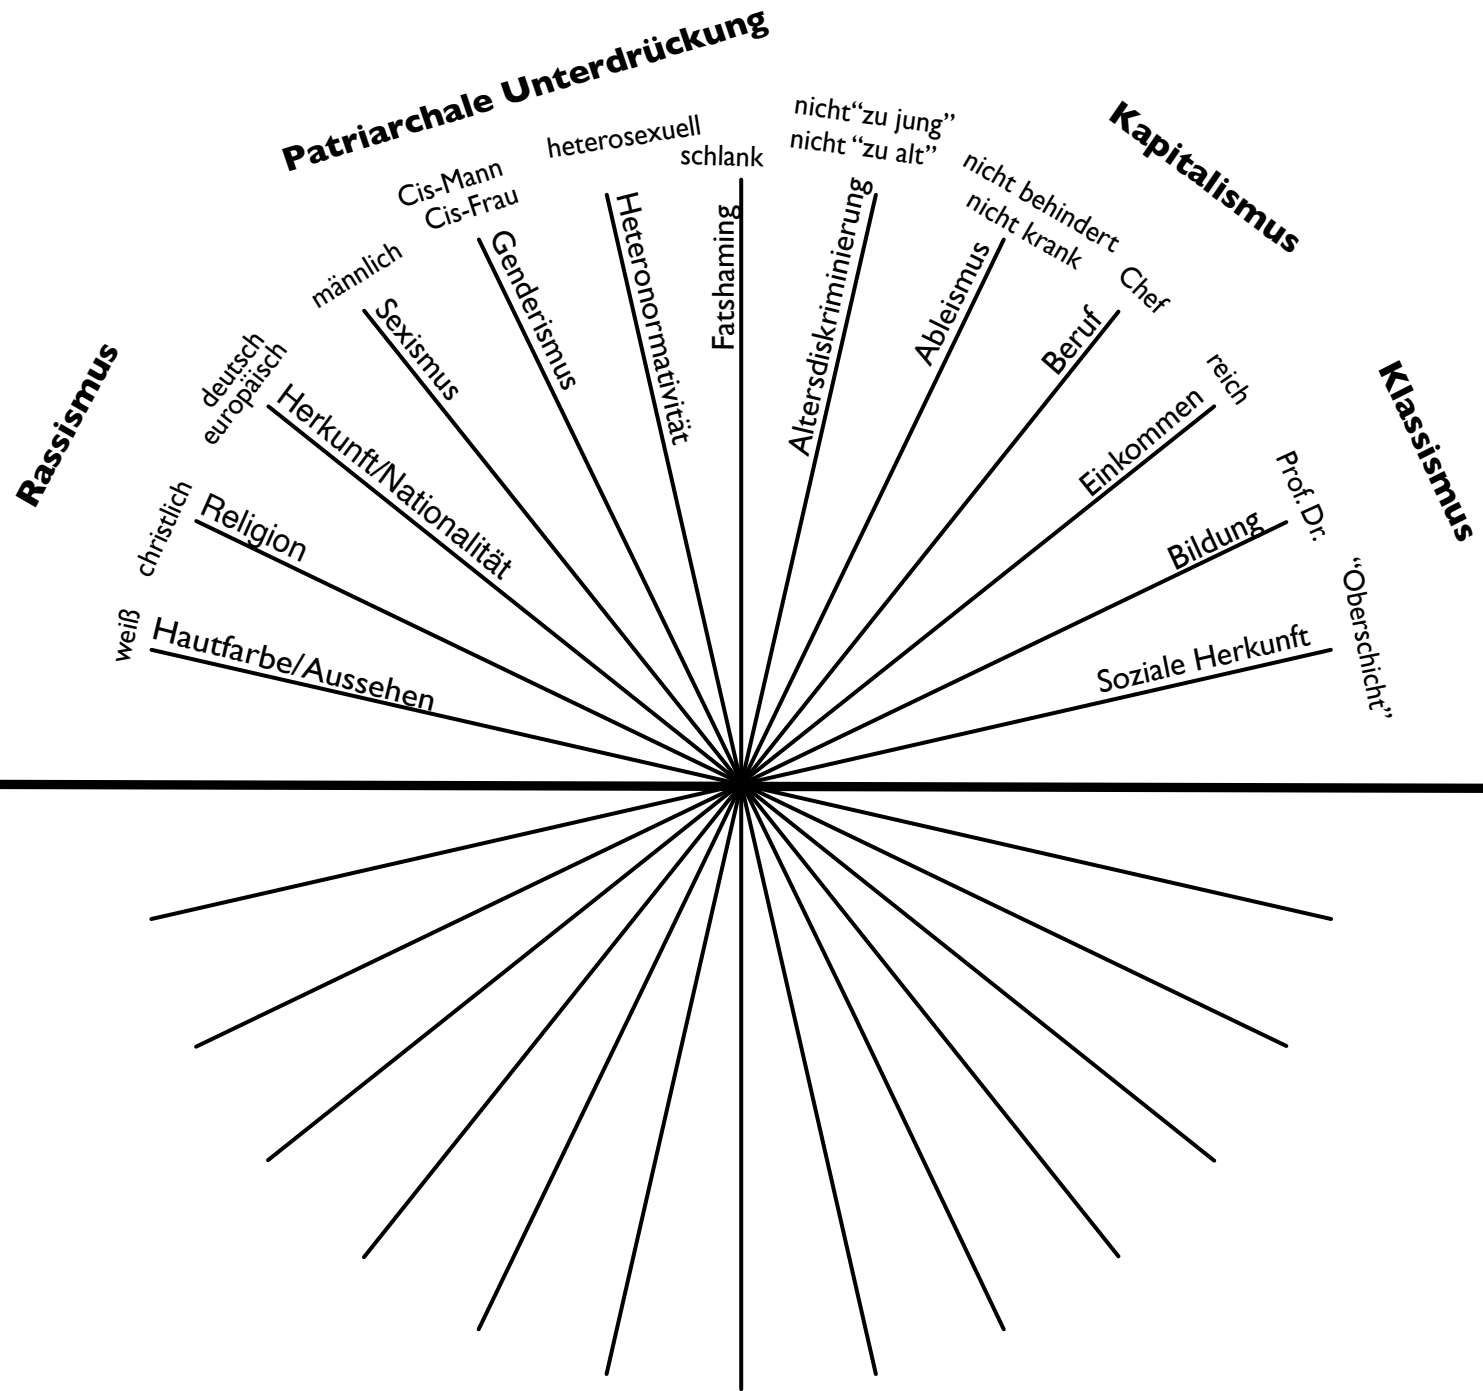 Rassismus
Patriarchale Unterdrückung
Kapitalismus
Klassismus
weiß
Hautfarbe/Aussehen
christlich
Religion
deutsch
europäisch
Herkunft/Nationalität
männlich
Sexismus
Cis-Mann
Cis-Frau
Genderismus
heterosexuell
Heteronormativität
schlank
Fatshaming
nicht“zu jung”
nicht “zu alt”
Altersdiskriminierung
nicht behindert
nicht krank
Ableismus
Chef
Beruf
reich
Einkommen
Prof. Dr.
Bildung
“Oberschicht”
Soziale Herkunft